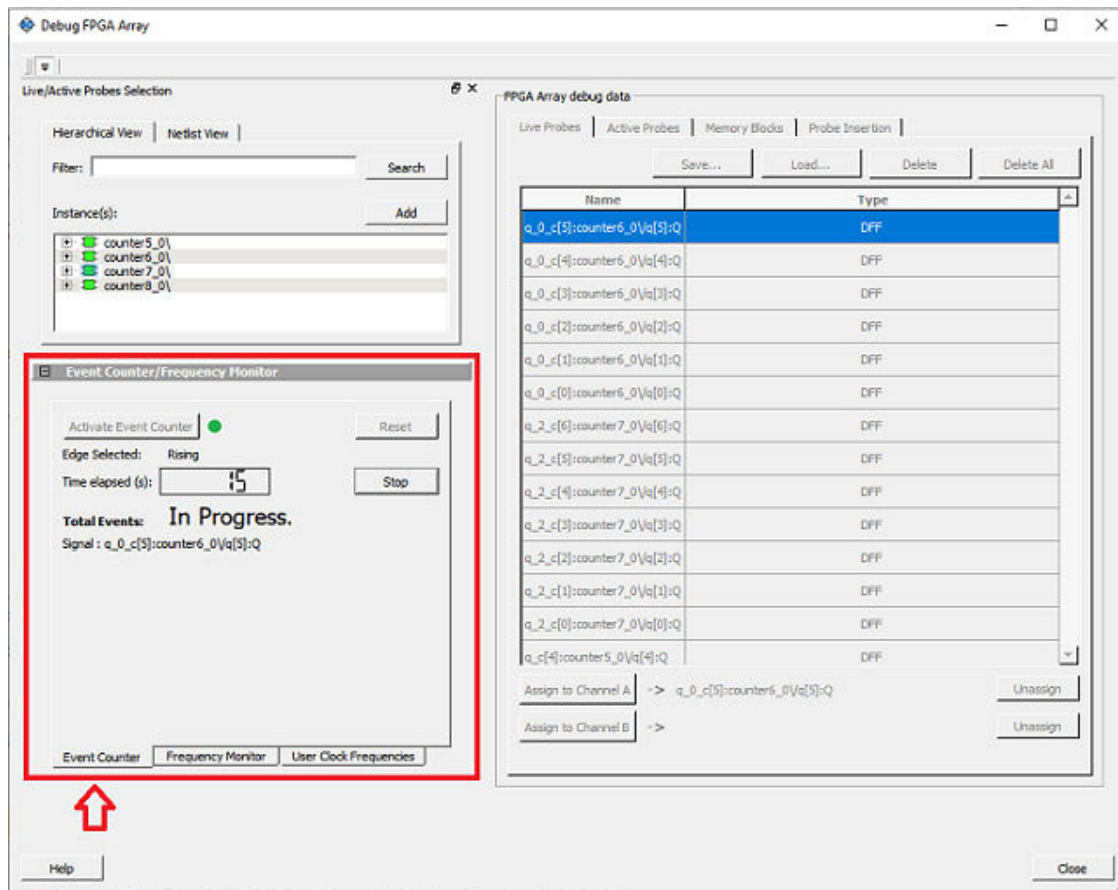 Debug FPGA Array
Live/Active Probes Selection
Hierarchical View Netlist View
Filter: Search
Instance(s): Add
counter5_0\
counter6_0\
counter7_0\
counter8_0\
Event Counter/Frequency Monitor
Activate Event Counter Reset
Edge Selected: Rising
Time elapsed (s): 15 Stop
Total Events: In Progress.
Signal : q_0_c[5]:counter6_0\/q[5]:Q
Event Counter Frequency Monitor User Clock Frequencies
FPGA Array debug data
Live Probes Active Probes Memory Blocks Probe Insertion
Save... Load... Delete Delete All
Name Type
q_0_c[5]:counter6_0\/q[5]:Q DFF
q_0_c[4]:counter6_0\/q[4]:Q DFF
q_0_c[3]:counter6_0\/q[3]:Q DFF
q_0_c[2]:counter6_0\/q[2]:Q DFF
q_0_c[1]:counter6_0\/q[1]:Q DFF
q_0_c[0]:counter6_0\/q[0]:Q DFF
q_2_c[6]:counter7_0\/q[6]:Q DFF
q_2_c[5]:counter7_0\/q[5]:Q DFF
q_2_c[4]:counter7_0\/q[4]:Q DFF
q_2_c[3]:counter7_0\/q[3]:Q DFF
q_2_c[2]:counter7_0\/q[2]:Q DFF
q_2_c[1]:counter7_0\/q[1]:Q DFF
q_2_c[0]:counter7_0\/q[0]:Q DFF
q_c[4]:counter5_0\/q[4]:Q DFF
Assign to Channel A -> q_0_c[5]:counter6_0\/q[5]:Q Unassign
Assign to Channel B -> Unassign
Help Close